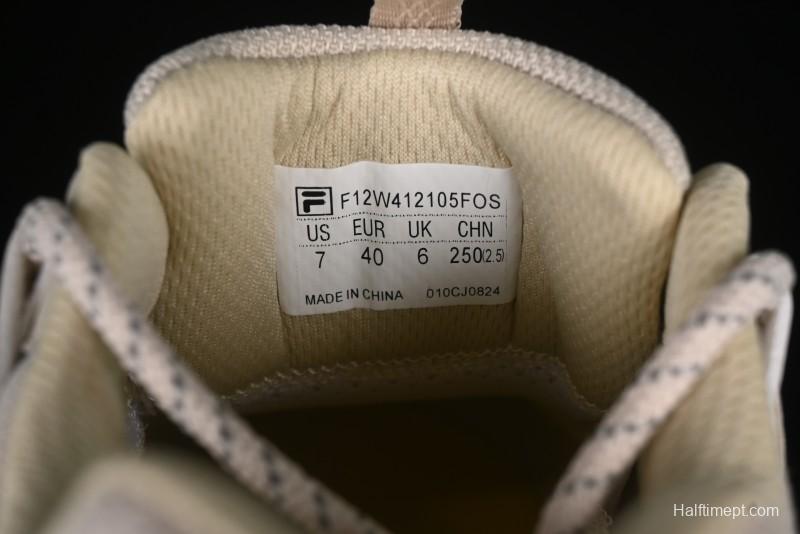 F F12W412105FOS
US EUR UK CHN
7 40 6 250(2.5)
MADE IN CHINA 010CJ0824
Halftimept.com